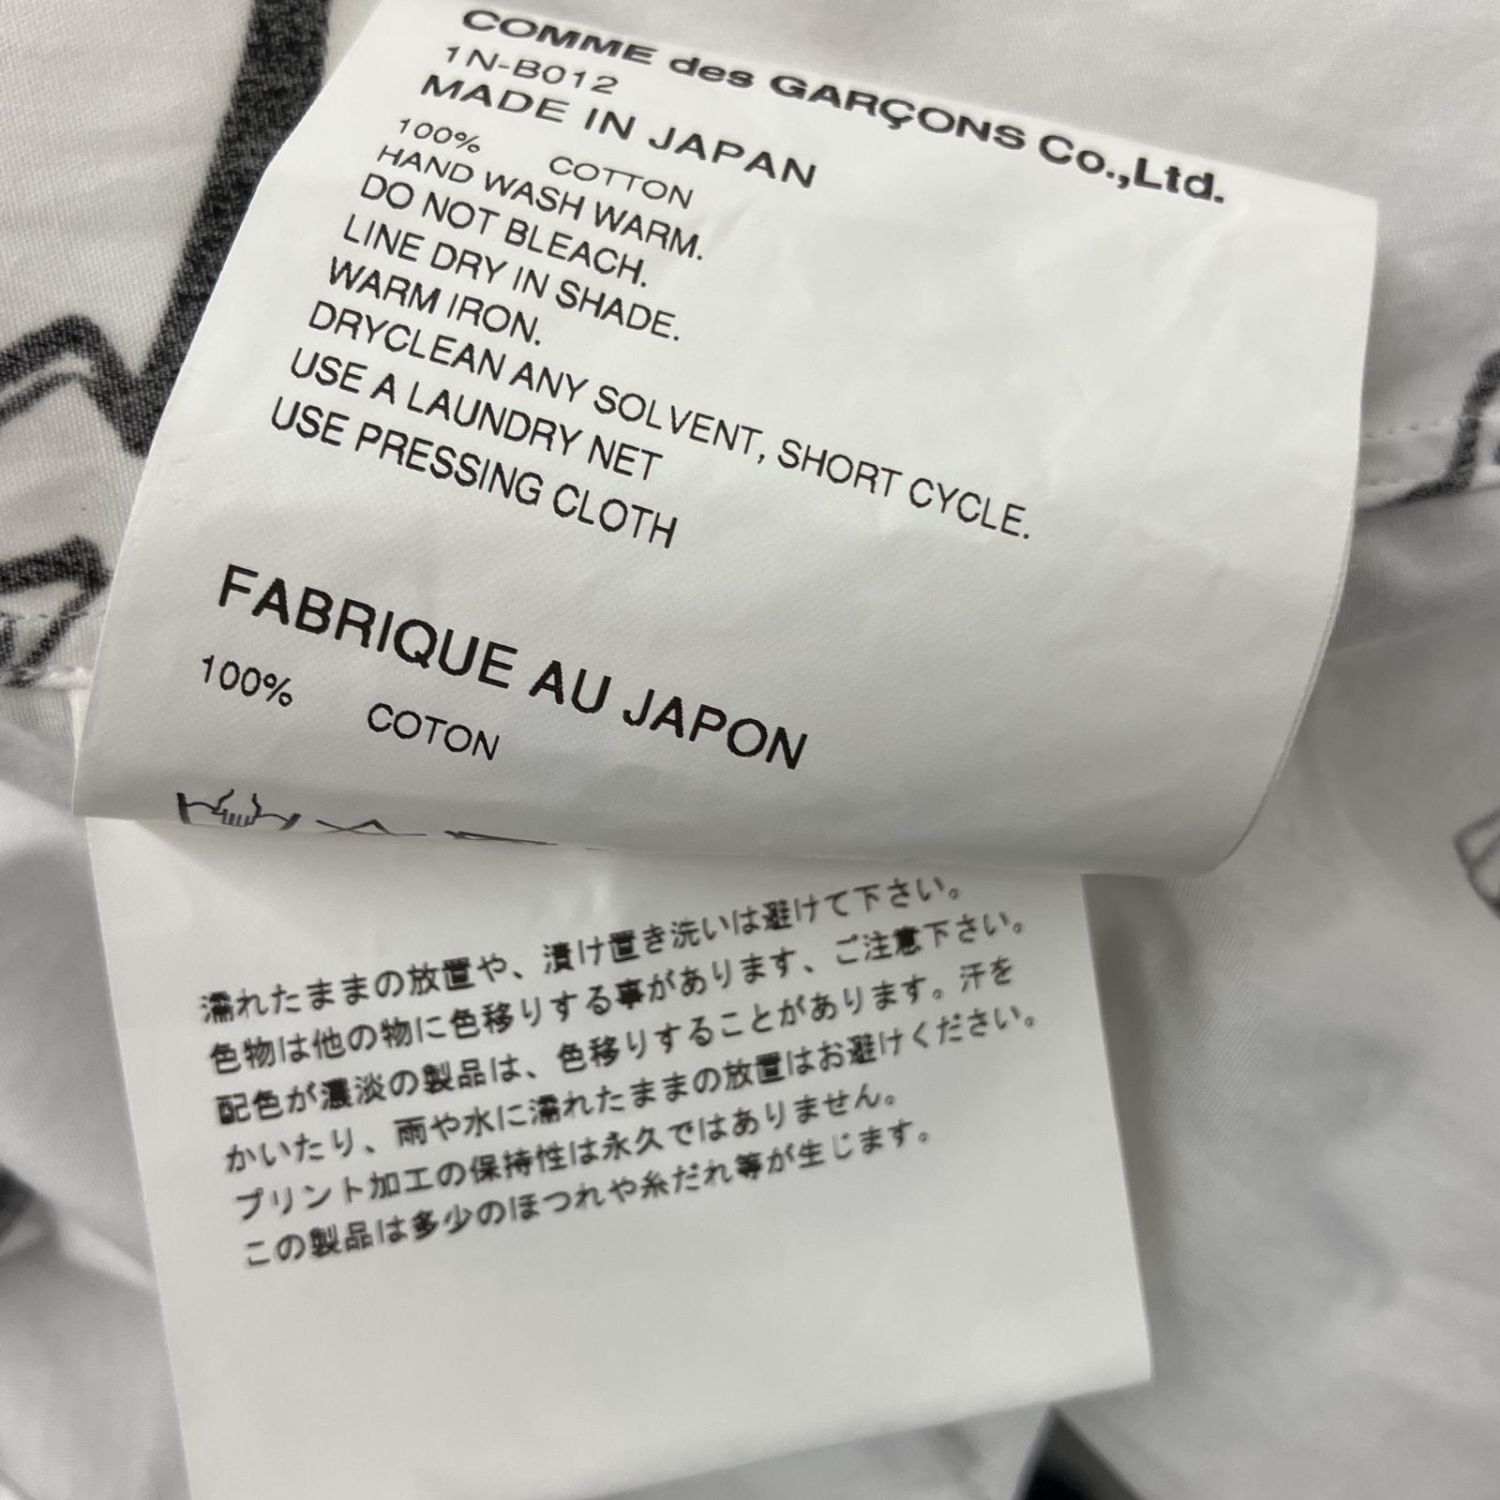 COMME des GARÇONS Co.,Ltd.
1N-B012
MADE IN JAPAN
100% COTTON
HAND WASH WARM.
DO NOT BLEACH.
LINE DRY IN SHADE.
WARM IRON.
DRYCLEAN ANY SOLVENT, SHORT CYCLE.
USE A LAUNDRY NET
USE PRESSING CLOTH
FABRIQUE AU JAPON
100% COTON
濡れたままの放置や、漬け置き洗いは避けて下さい。
色物は他の物に色移りする事があります、ご注意下さい。
配色が濃淡の製品は、色移りすることがあります。汗を
かいたり、雨や水に濡れたままの放置はお避けください。
プリント加工の保持性は永久ではありません。
この製品は多少のほつれや糸だれ等が生じます。